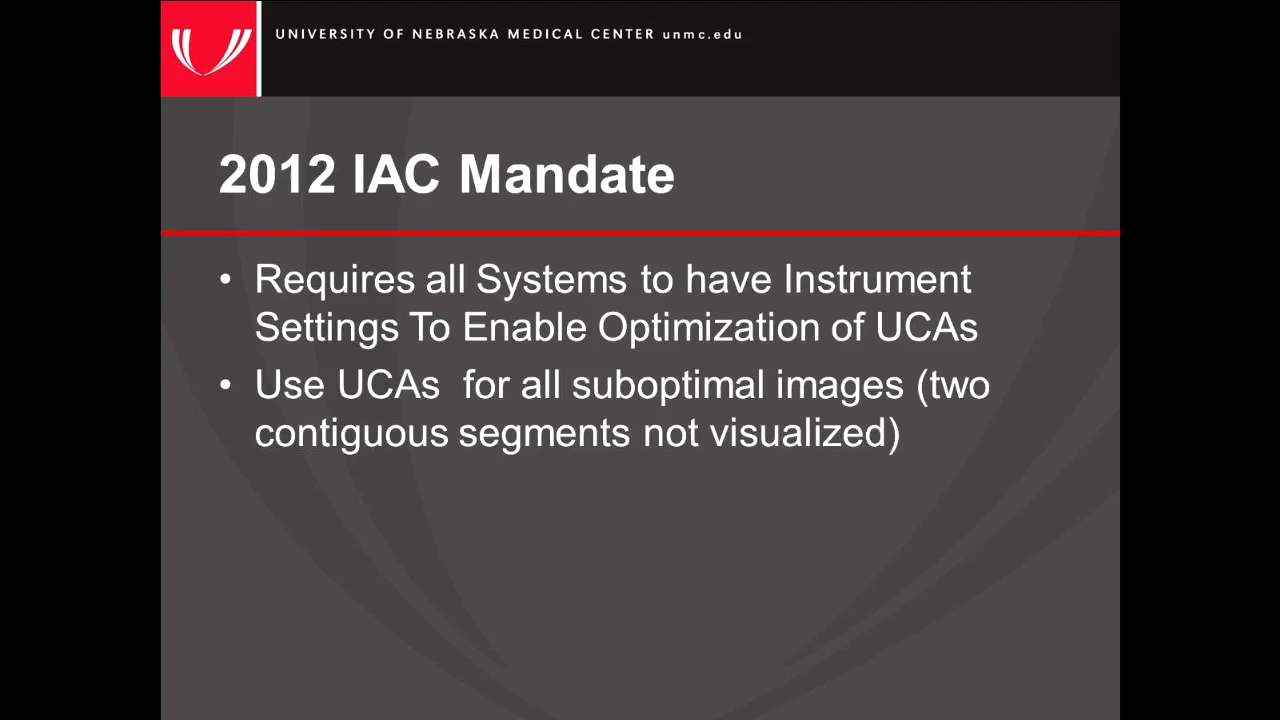 UNIVERSITY OF NEBRASKA MEDICAL CENTER unmc.edu
2012 IAC Mandate
• Requires all Systems to have Instrument
Settings To Enable Optimization of UCAs
• Use UCAs  for all suboptimal images (two
contiguous segments not visualized)